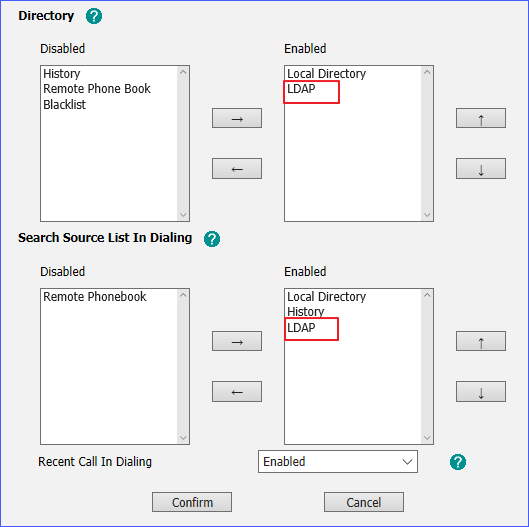 Directory ?
Disabled
Enabled
History
Remote Phone Book
Blacklist
Local Directory
LDAP
→
←
↑
↓
Search Source List In Dialing ?
Disabled
Enabled
Remote Phonebook
Local Directory
History
LDAP
→
←
↑
↓
Recent Call In Dialing Enabled ?
Confirm Cancel